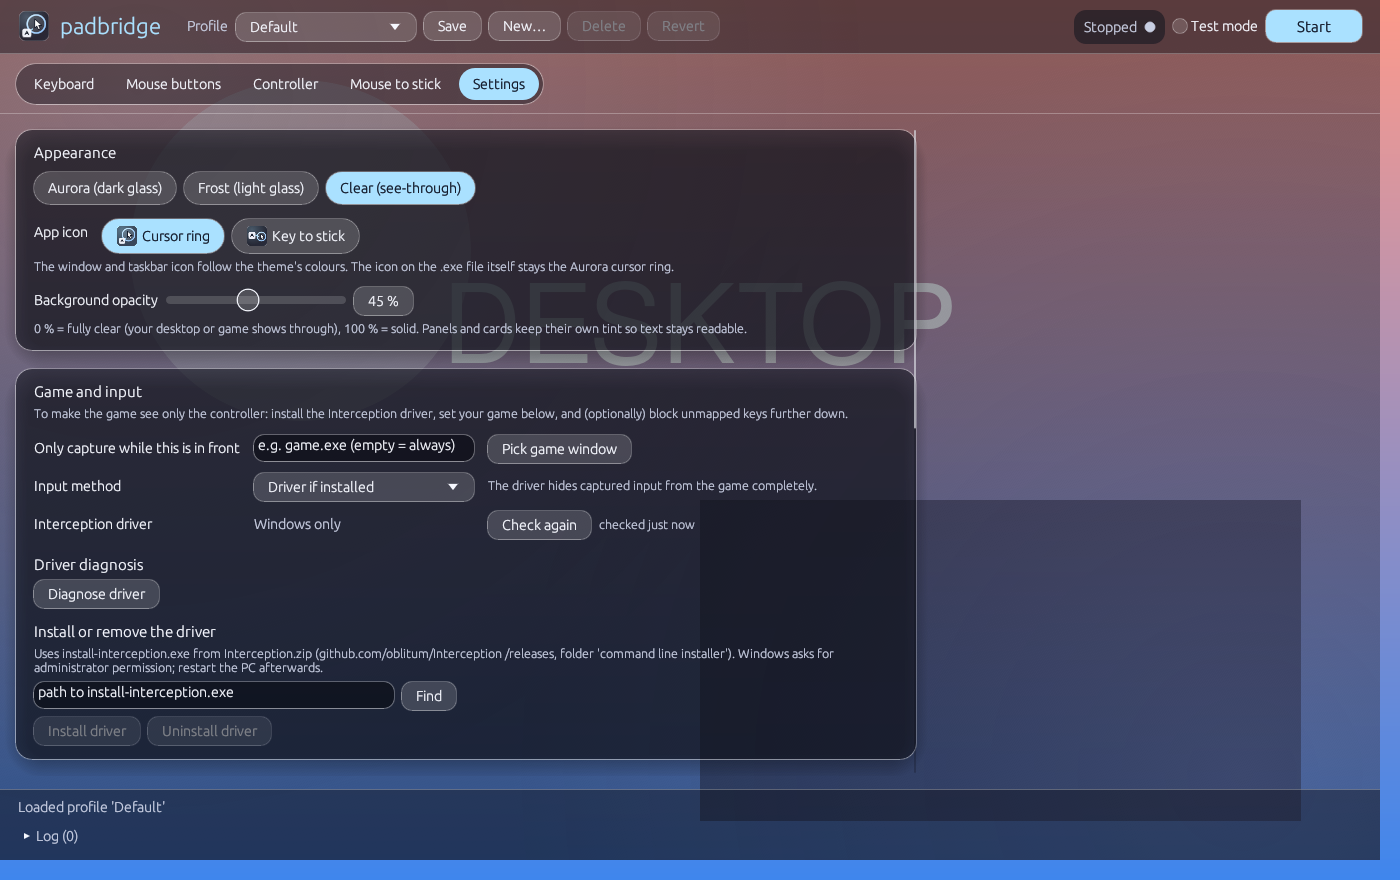 padbridge Profile Default Save New... Delete Revert Stopped Test mode Start
Keyboard Mouse buttons Controller Mouse to stick Settings
Appearance
Aurora (dark glass) Frost (light glass) Clear (see-through)
App icon Cursor ring Key to stick
The window and taskbar icon follow the theme's colours. The icon on the .exe file itself stays the Aurora cursor ring.
Background opacity 45 %
DESKTOP
0 % = fully clear (your desktop or game shows through), 100 % = solid. Panels and cards keep their own tint so text stays readable.
Game and input
To make the game see only the controller: install the Interception driver, set your game below, and (optionally) block unmapped keys further down.
Only capture while this is in front e.g. game.exe (empty = always) Pick game window
Input method Driver if installed The driver hides captured input from the game completely.
Interception driver Windows only Check again checked just now
Driver diagnosis
Diagnose driver
Install or remove the driver
Uses install-interception.exe from Interception.zip (github.com/oblitum/Interception /releases, folder 'command line installer'). Windows asks for
administrator permission; restart the PC afterwards.
path to install-interception.exe Find
Install driver Uninstall driver
Loaded profile 'Default'
Log (0)